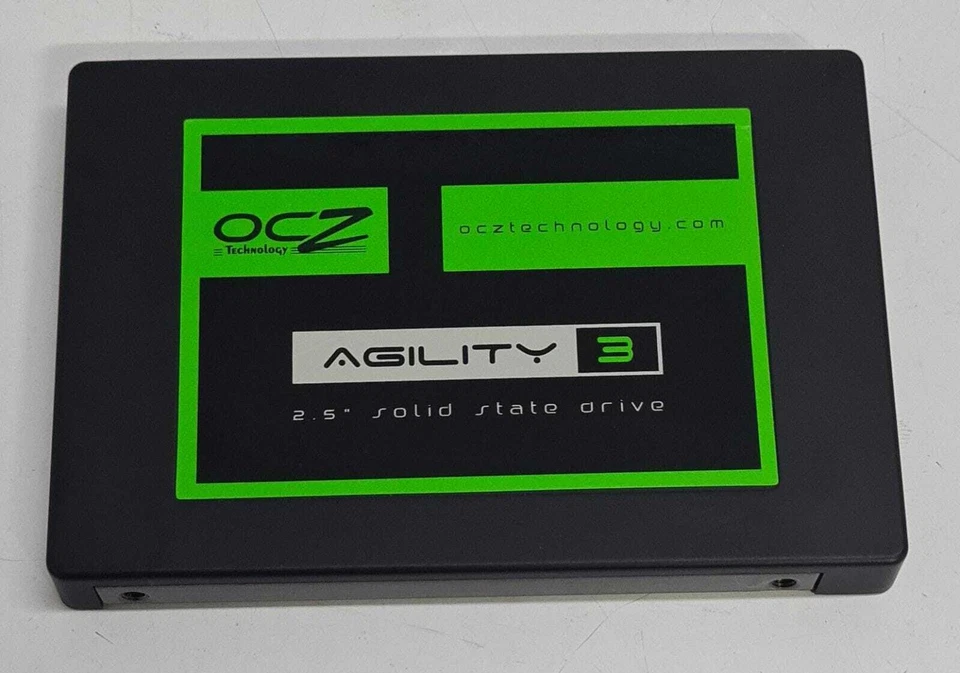 OCZ
Technology
ocztechnology.com
AGILITY 3
2.5" solid state drive